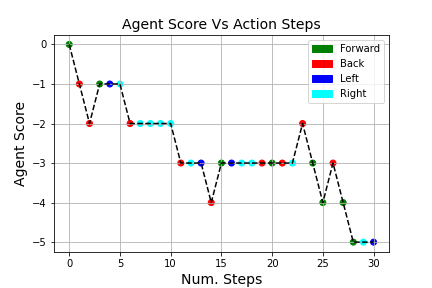 Agent Score Vs Action Steps
Forward
Back
Left
Right
Agent Score
0
−1
−2
−3
−4
−5
0 5 10 15 20 25 30
Num. Steps